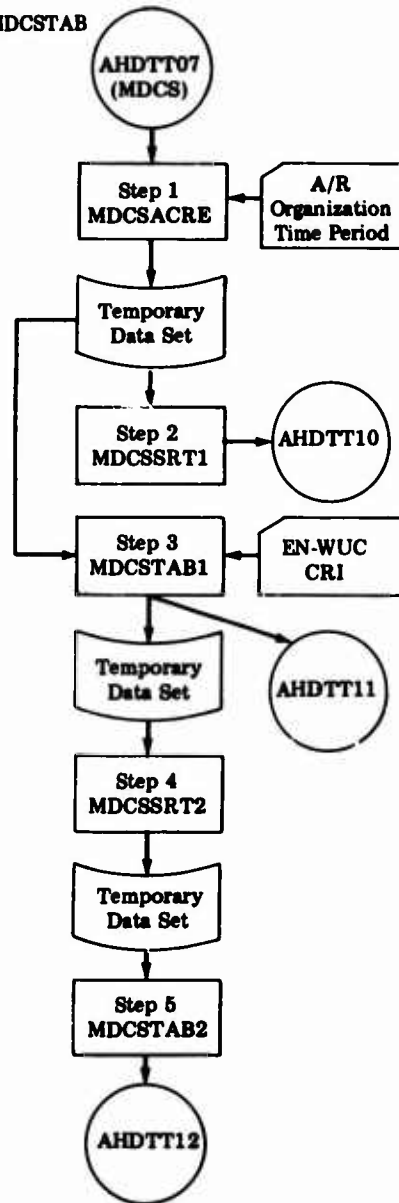 MDCSTAB
AHDTT07
(MDCS)
Step 1
MDCSACRE
A/R
Organization
Time Period
Temporary
Data Set
Step 2
MDCSSRT1
AHDTT10
Step 3
MDCSTAB1
EN-WUC
CRI
Temporary
Data Set
AHDTT11
Step 4
MDCSSRT2
Temporary
Data Set
Step 5
MDCSTAB2
AHDTT12